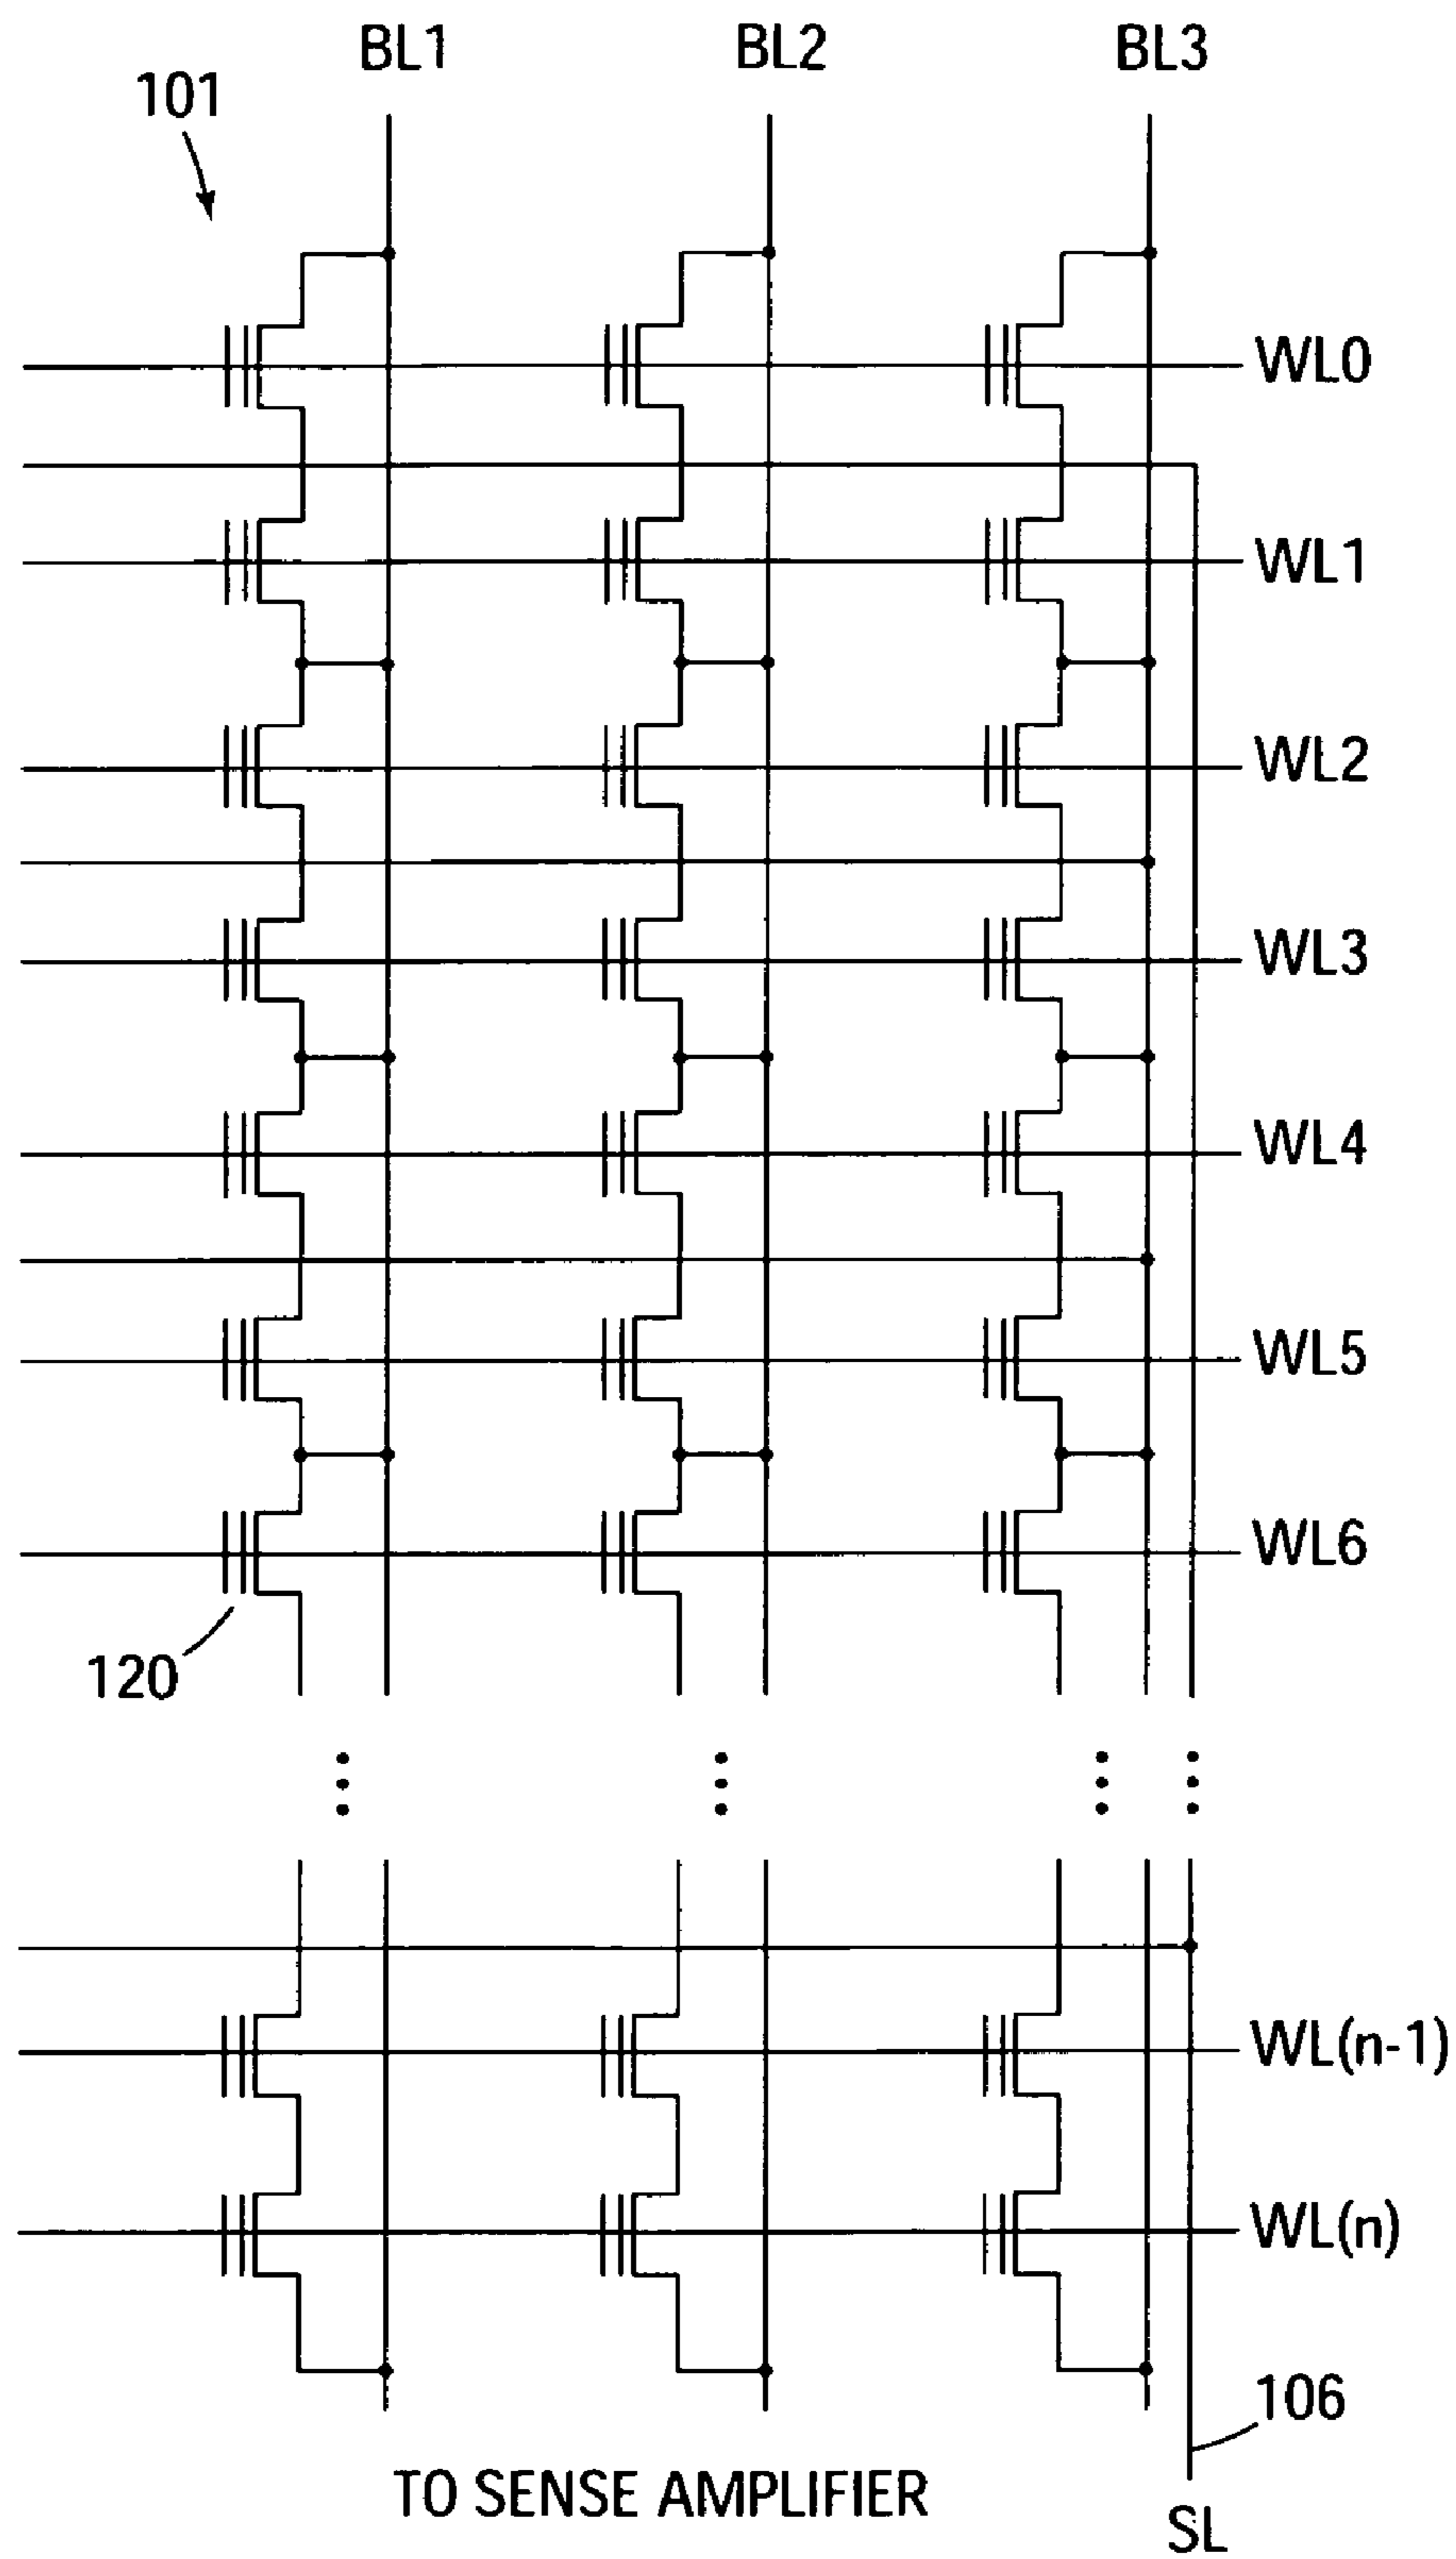 BL1 BL2 BL3
101
WL0
WL1
WL2
WL3
WL4
WL5
WL6
120
WL(n-1)
WL(n)
106
TO SENSE AMPLIFIER
SL